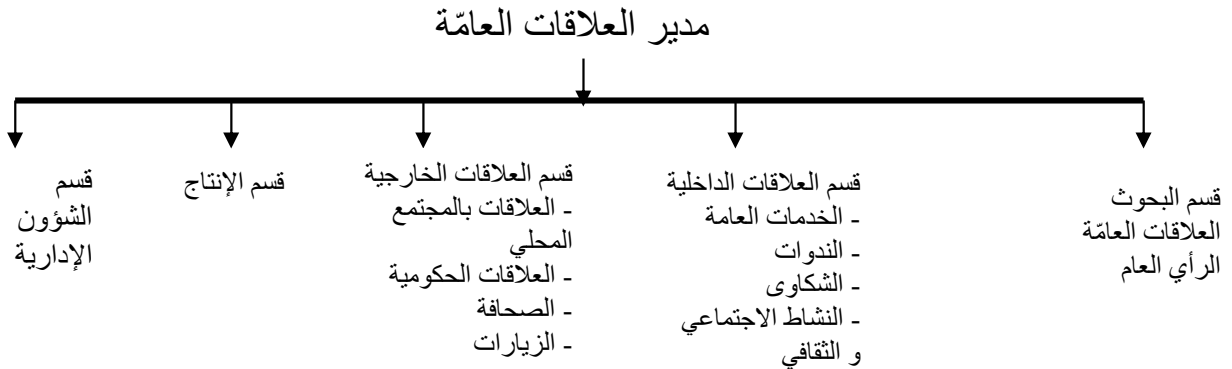 مدير العلاقات العامّة
قسم البحوث
العلاقات العامّة
الرأي العام
قسم العلاقات الداخلية
- الخدمات العامة
- الندوات
- الشكاوى
- النشاط الاجتماعي
و الثقافي
قسم العلاقات الخارجية
- العلاقات بالمجتمع
المحلي
- العلاقات الحكومية
- الصحافة
- الزيارات
قسم الإنتاج
قسم
الشؤون
الإدارية